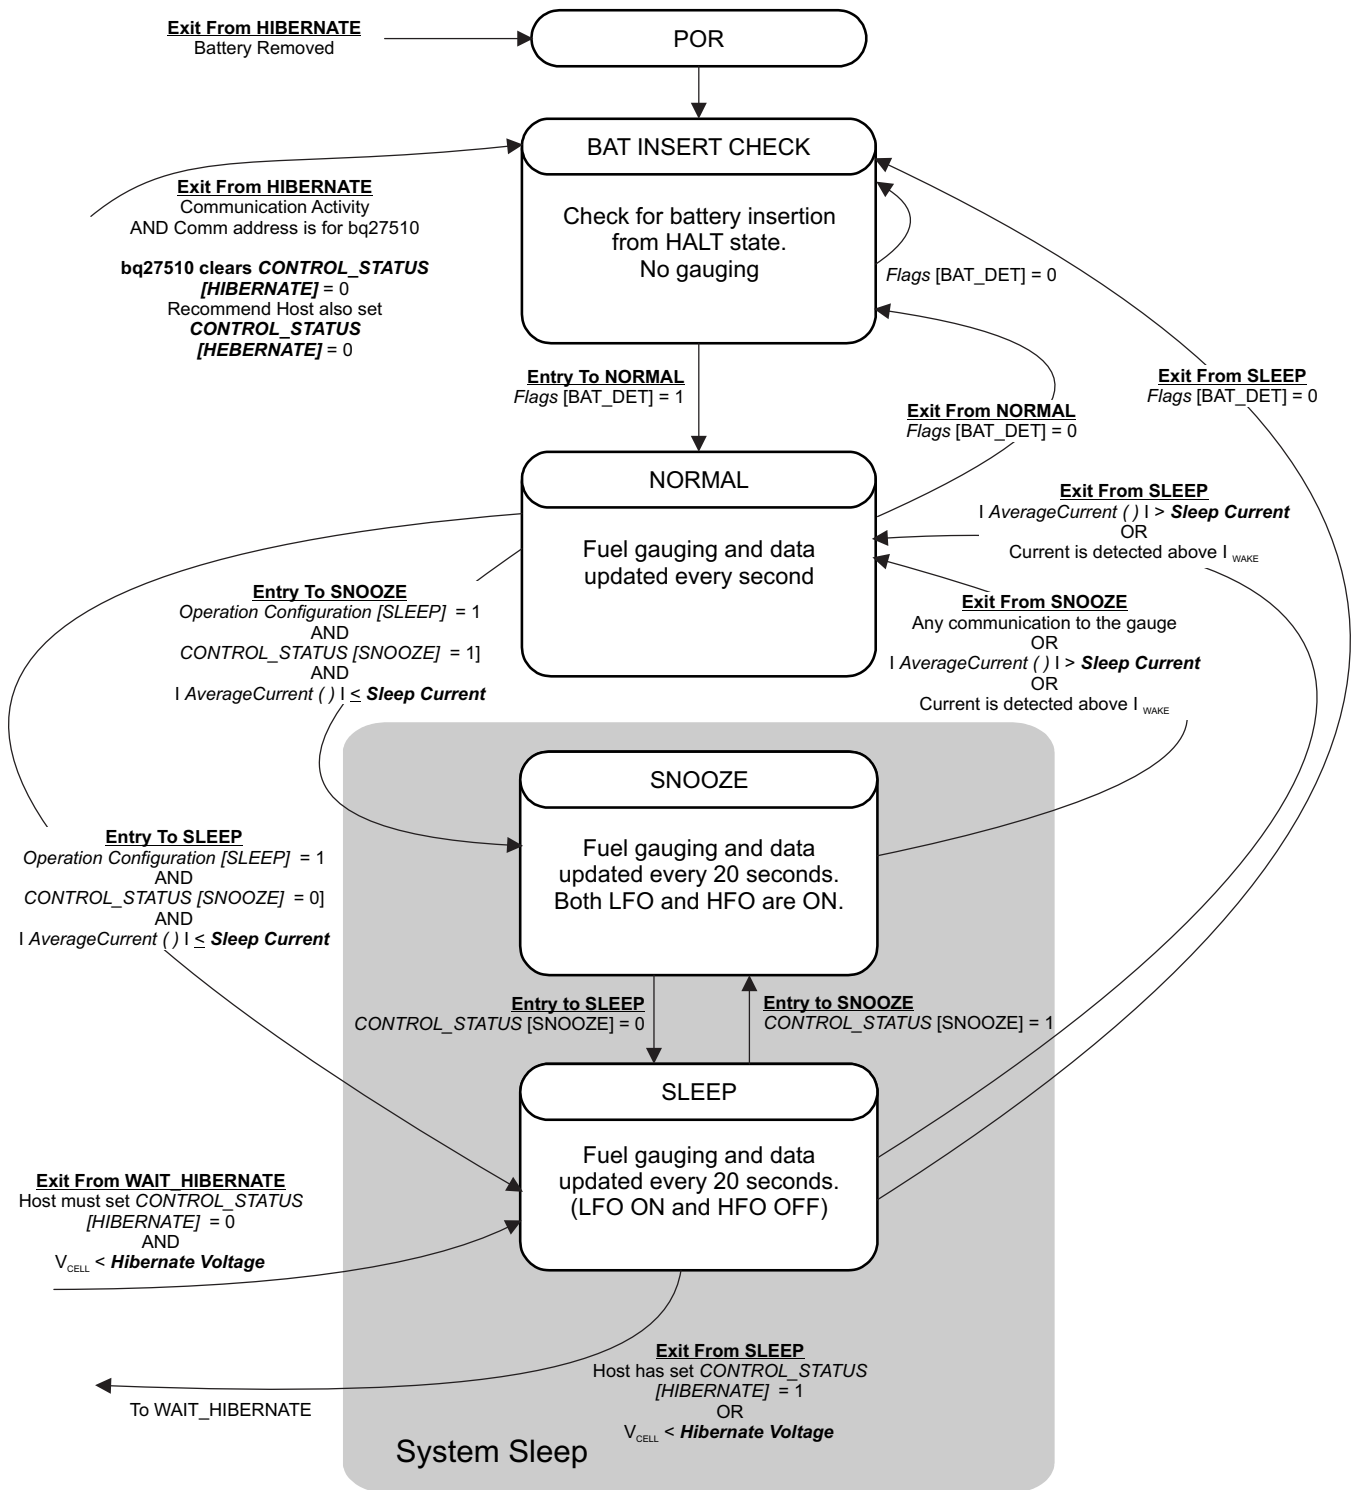 Exit From HIBERNATE
Battery Removed
POR
BAT INSERT CHECK
Check for battery insertion
from HALT state.
No gauging
Exit From HIBERNATE
Communication Activity
AND Comm address is for bq27510
bq27510 clears CONTROL_STATUS
[HIBERNATE] = 0
Recommend Host also set
CONTROL_STATUS
[HEBERNATE] = 0
Flags [BAT_DET] = 0
Entry To NORMAL
Flags [BAT_DET] = 1
Exit From NORMAL
Flags [BAT_DET] = 0
Exit From SLEEP
Flags [BAT_DET] = 0
NORMAL
Fuel gauging and data
updated every second
Exit From SLEEP
I AverageCurrent ( ) I > Sleep Current
OR
Current is detected above I WAKE
Entry To SNOOZE
Operation Configuration [SLEEP] = 1
AND
CONTROL_STATUS [SNOOZE] = 1]
AND
I AverageCurrent ( ) I ≤ Sleep Current
Exit From SNOOZE
Any communication to the gauge
OR
I AverageCurrent ( ) I > Sleep Current
OR
Current is detected above I WAKE
SNOOZE
Fuel gauging and data
updated every 20 seconds.
Both LFO and HFO are ON.
Entry To SLEEP
Operation Configuration [SLEEP] = 1
AND
CONTROL_STATUS [SNOOZE] = 0]
AND
I AverageCurrent ( ) I ≤ Sleep Current
Entry to SLEEP
CONTROL_STATUS [SNOOZE] = 0
Entry to SNOOZE
CONTROL_STATUS [SNOOZE] = 1
SLEEP
Fuel gauging and data
updated every 20 seconds.
(LFO ON and HFO OFF)
Exit From WAIT_HIBERNATE
Host must set CONTROL_STATUS
[HIBERNATE] = 0
AND
VCELL < Hibernate Voltage
Exit From SLEEP
Host has set CONTROL_STATUS
[HIBERNATE] = 1
OR
VCELL < Hibernate Voltage
To WAIT_HIBERNATE
System Sleep